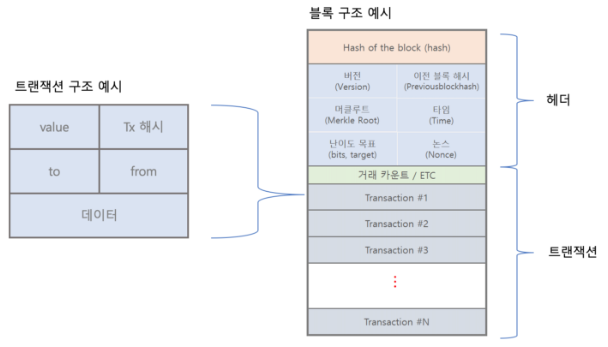 블록 구조 예시
Hash of the block (hash)
버전
(Version)
이전 블록 해시
(Previousblockhash)
머클루트
(Merkle Root)
타임
(Time)
난이도 목표
(bits, target)
논스
(Nonce)
거래 카운트 / ETC
Transaction #1
Transaction #2
Transaction #3
Transaction #N
헤더
트랜잭션
트랜잭션 구조 예시
value
Tx 해시
to
from
데이터